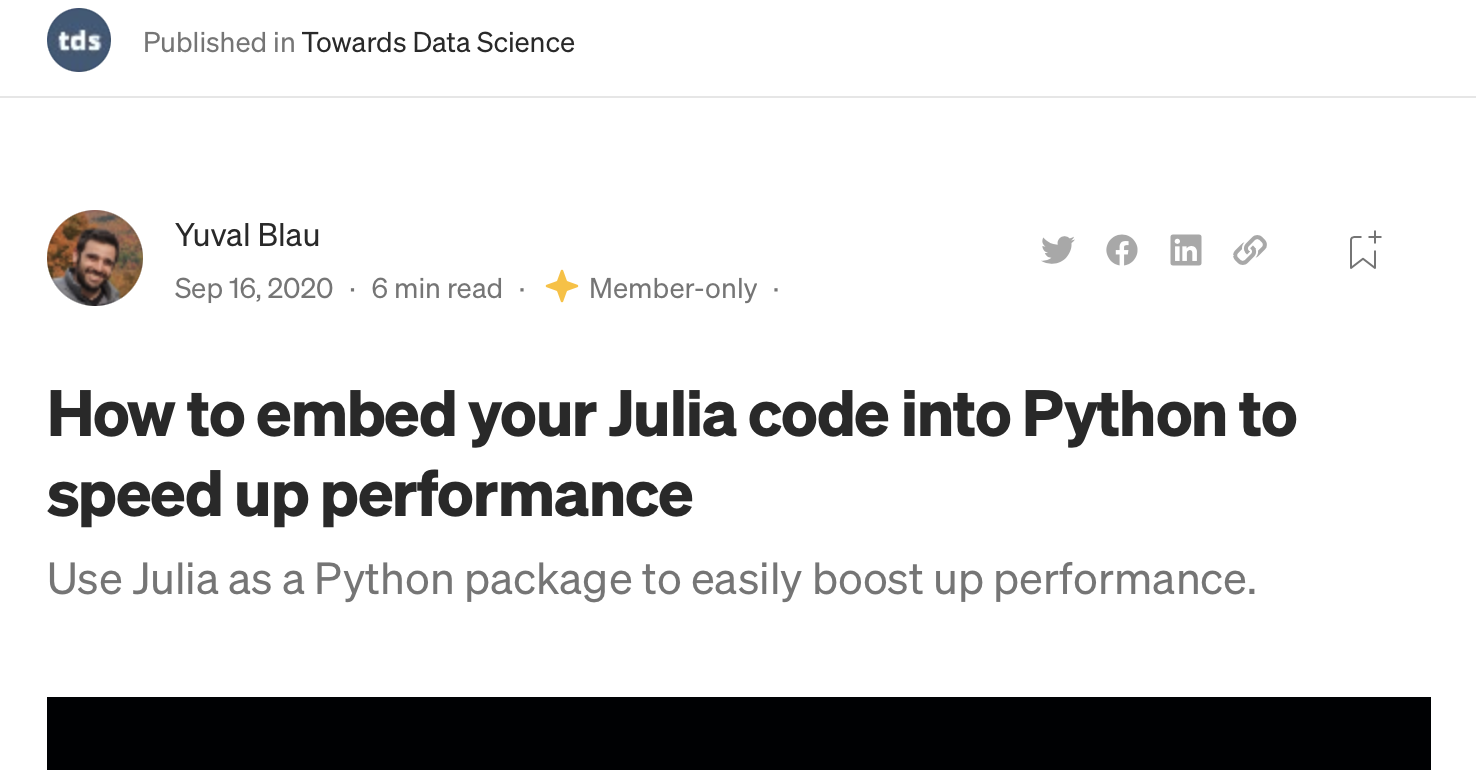 tds
Published in Towards Data Science
Yuval Blau
Sep 16, 2020 · 6 min read · Member-only ·
in
How to embed your Julia code into Python to
speed up performance
Use Julia as a Python package to easily boost up performance.